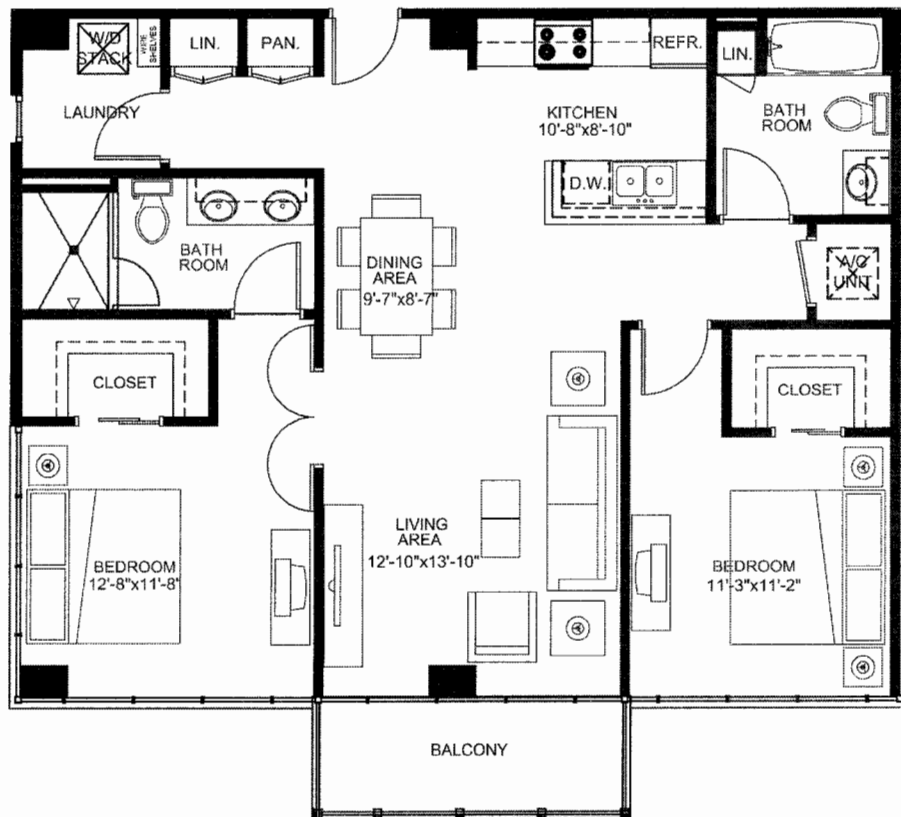 W/D
STACK
WIRE
SHELVES
LIN.
PAN.
REFR.
LIN.
LAUNDRY
KITCHEN
10'-8"x8'-10"
BATH
ROOM
D.W.
BATH
ROOM
DINING
AREA
9'-7"x8'-7"
A/C
UNIT
CLOSET
CLOSET
LIVING
AREA
12'-10"x13'-10"
BEDROOM
12'-8"x11'-8"
BEDROOM
11'-3"x11'-2"
BALCONY